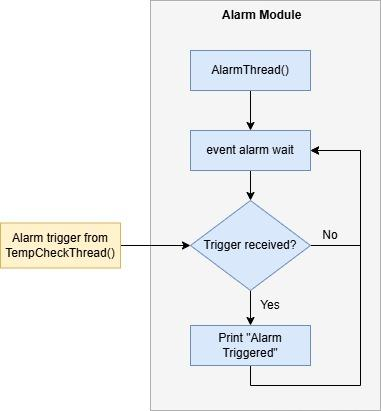 Alarm Module
AlarmThread()
event alarm wait
Alarm trigger from
TempCheckThread()
Trigger received?
No
Yes
Print "Alarm
Triggered"